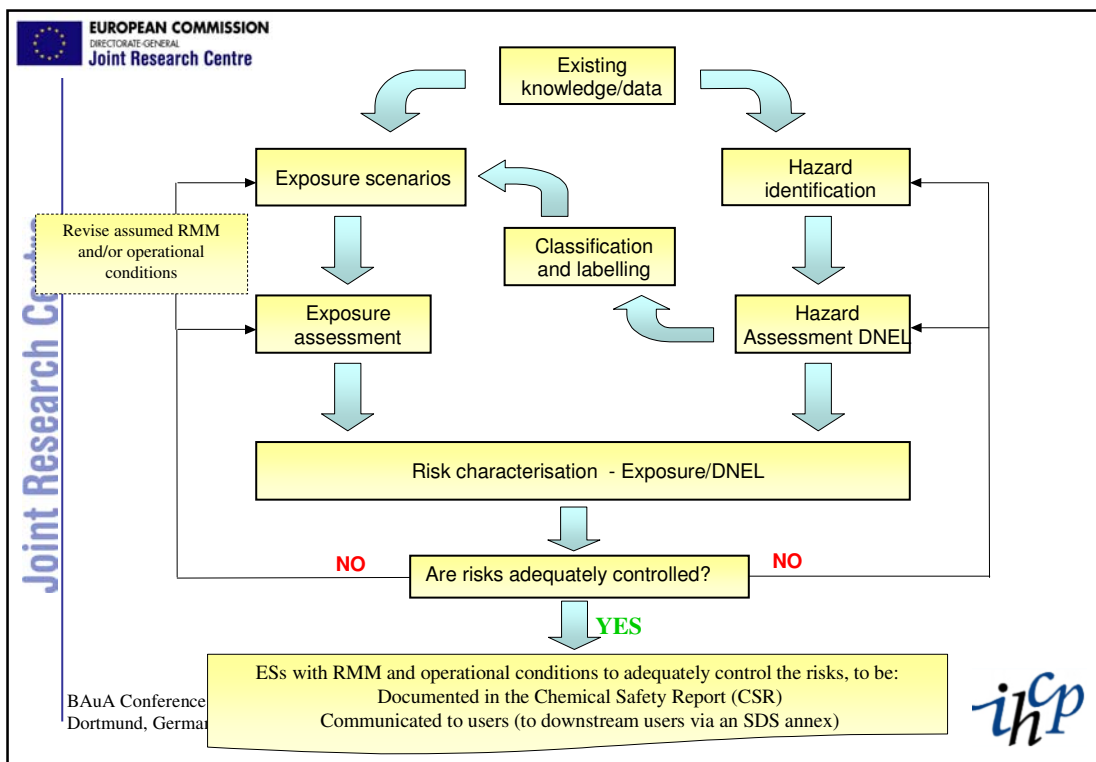 EUROPEAN COMMISSION
DIRECTORATE-GENERAL
Joint Research Centre
Existing
knowledge/data
Exposure scenarios
Hazard
identification
Revise assumed RMM
and/or operational
conditions
Classification
and labelling
Exposure
assessment
Hazard
Assessment DNEL
Risk characterisation - Exposure/DNEL
NO
Are risks adequately controlled?
NO
YES
ESs with RMM and operational conditions to adequately control the risks, to be:
Documented in the Chemical Safety Report (CSR)
Communicated to users (to downstream users via an SDS annex)
BAuA Conference
Dortmund, German
Joint Research Centre
ihcp